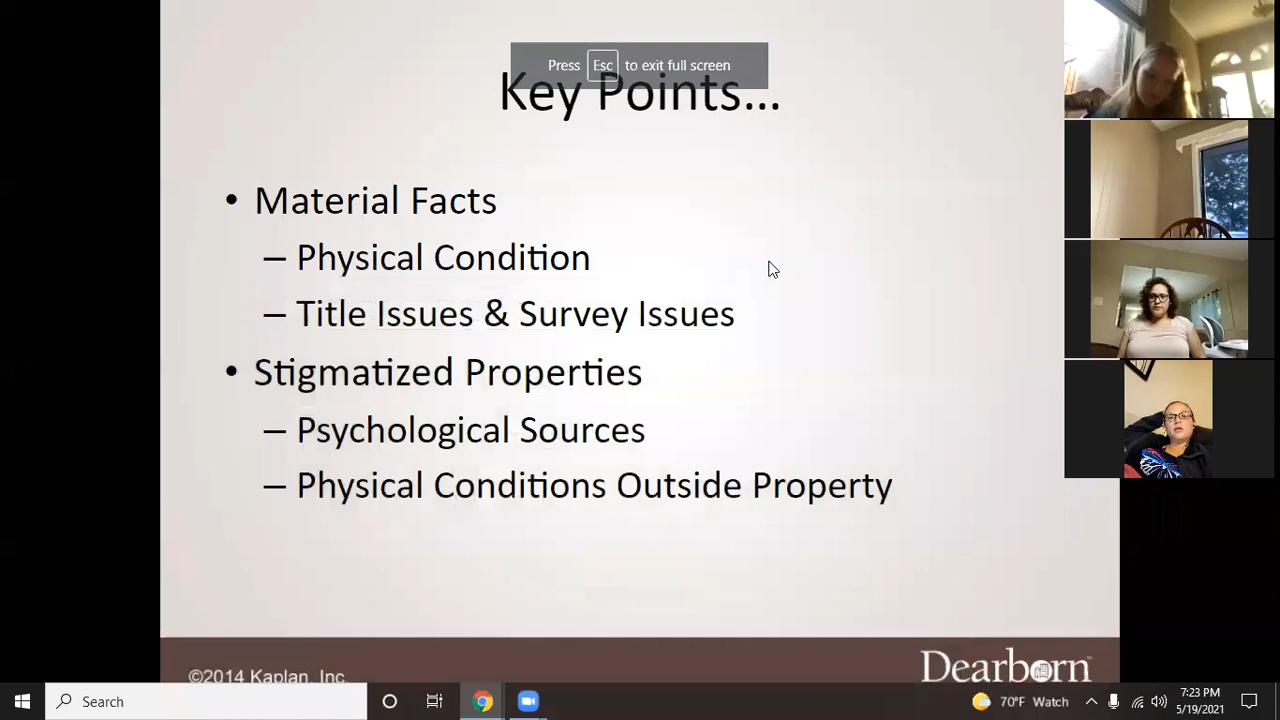 Press Esc to exit full screen
Key Points...
• Material Facts
– Physical Condition
– Title Issues & Survey Issues
• Stigmatized Properties
– Psychological Sources
– Physical Conditions Outside Property
©2014 Kaplan, Inc
Dearborn™
Search
70°F Watch
7:23 PM
5/19/2021